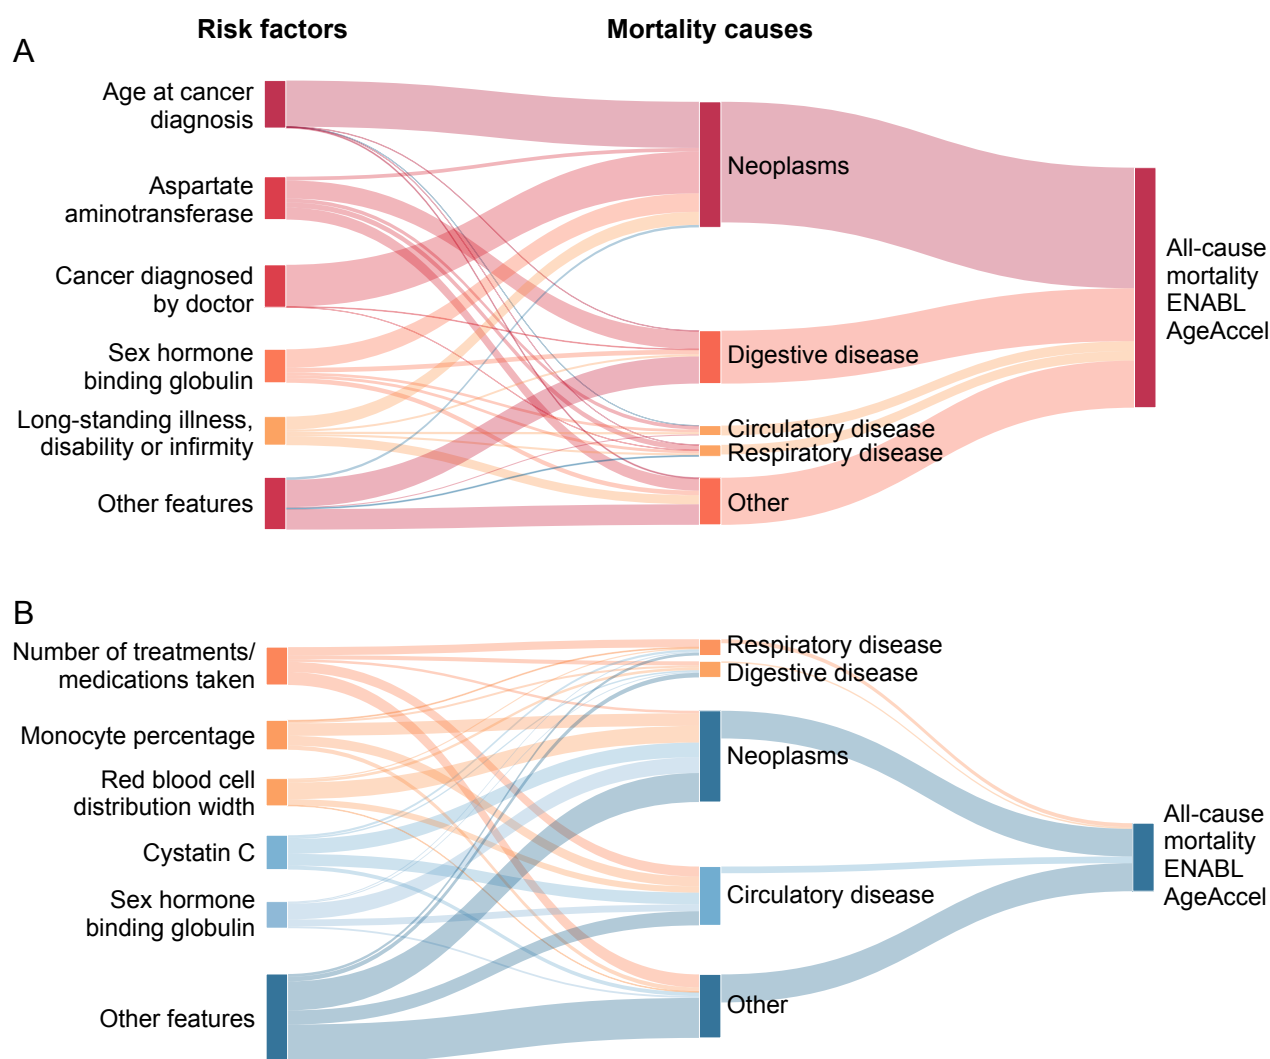 Risk factors
Mortality causes
A
Age at cancer
diagnosis
Aspartate
aminotransferase
Cancer diagnosed
by doctor
Sex hormone
binding globulin
Long-standing illness,
disability or infirmity
Other features
Neoplasms
Digestive disease
Circulatory disease
Respiratory disease
Other
All-cause
mortality
ENABL
AgeAccel
B
Number of treatments/
medications taken
Monocyte percentage
Red blood cell
distribution width
Cystatin C
Sex hormone
binding globulin
Other features
Respiratory disease
Digestive disease
Neoplasms
Circulatory disease
Other
All-cause
mortality
ENABL
AgeAccel